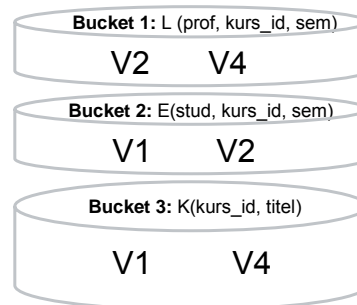 Bucket 1: L (prof, kurs_id, sem)
V2 V4
Bucket 2: E(stud, kurs_id, sem)
V1 V2
Bucket 3: K(kurs_id, titel)
V1 V4